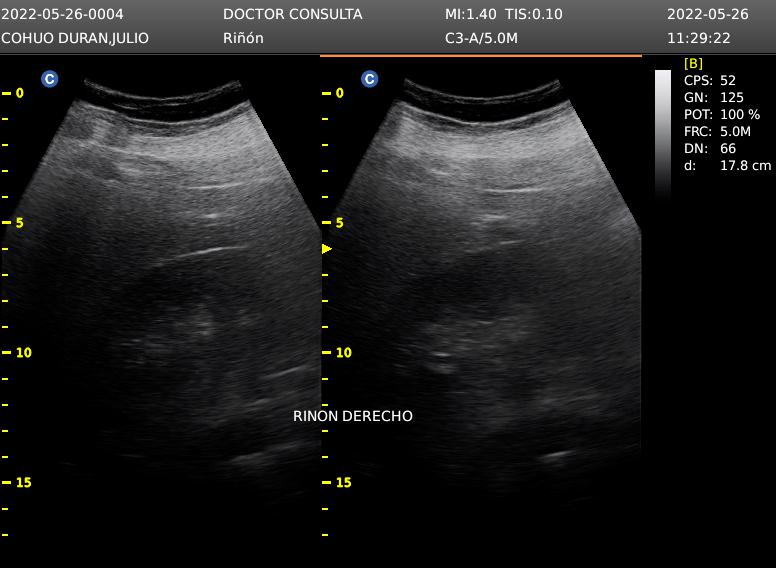 2022-05-26-0004 DOCTOR CONSULTA MI:1.40 TIS:0.10 2022-05-26
COHUO DURAN,JULIO Riñón C3-A/5.0M 11:29:22
[B]
C C
CPS: 52
0 0
GN: 125
POT: 100 %
FRC: 5.0M
DN: 66
d: 17.8 cm
5 5
10 10
RINON DERECHO
15 15